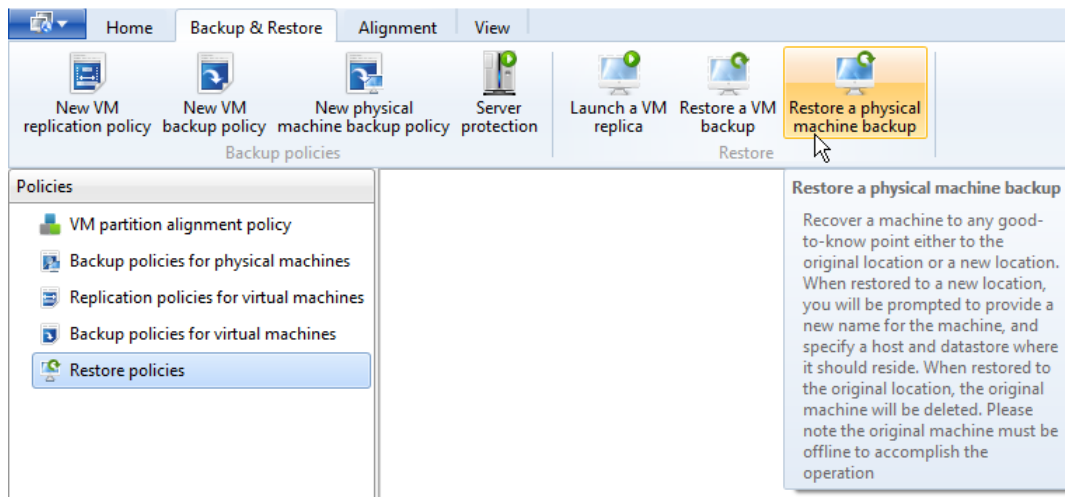 Home Backup & Restore Alignment View
New VM replication policy
New VM backup policy
New physical machine backup policy
Server protection
Launch a VM replica
Restore a VM backup
Restore a physical machine backup
Backup policies
Restore
Policies
VM partition alignment policy
Backup policies for physical machines
Replication policies for virtual machines
Backup policies for virtual machines
Restore policies
Restore a physical machine backup
Recover a machine to any good-
to-know point either to the
original location or a new location.
When restored to a new location,
you will be prompted to provide a
new name for the machine, and
specify a host and datastore where
it should reside. When restored to
the original location, the original
machine will be deleted. Please
note the original machine must be
offline to accomplish the
operation